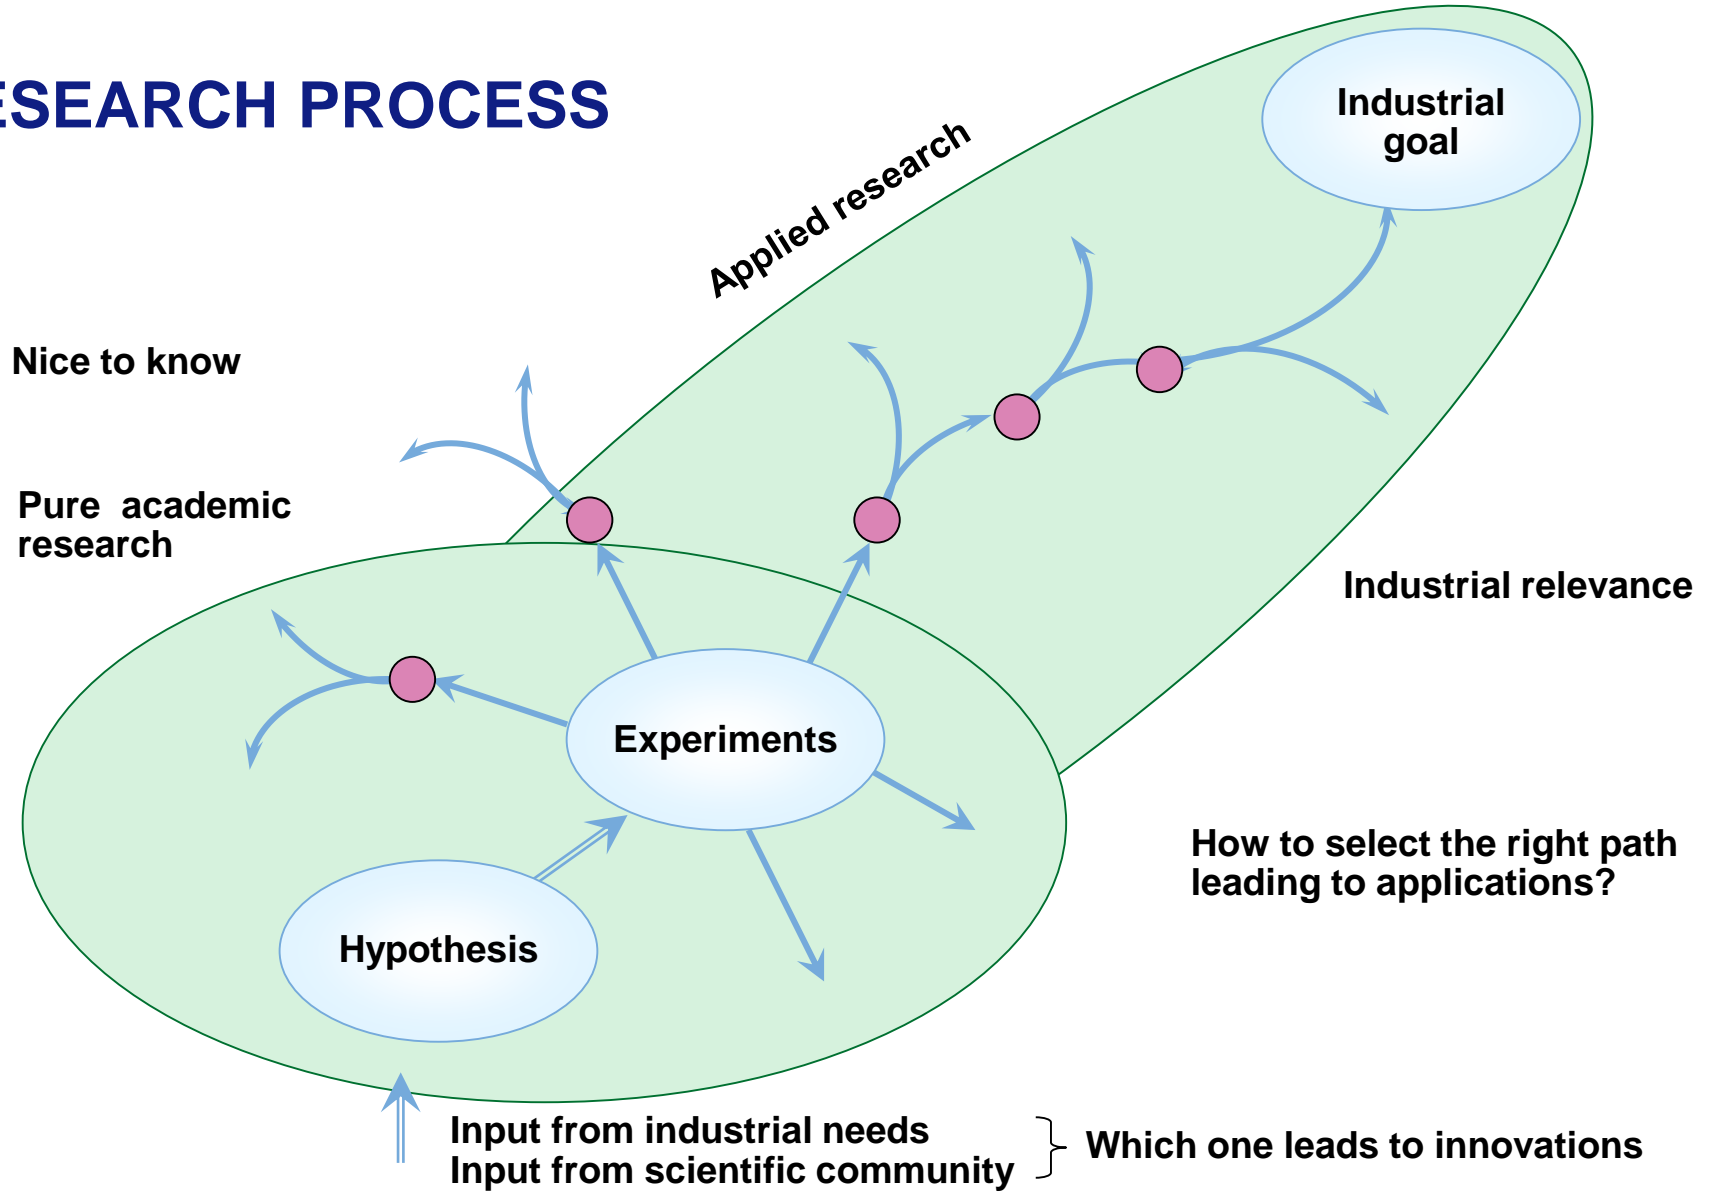 ESEARCH PROCESS
Industrial
goal
Applied research
Nice to know
Pure academic
research
Industrial relevance
Experiments
How to select the right path
leading to applications?
Hypothesis
Input from industrial needs
Input from scientific community
Which one leads to innovations